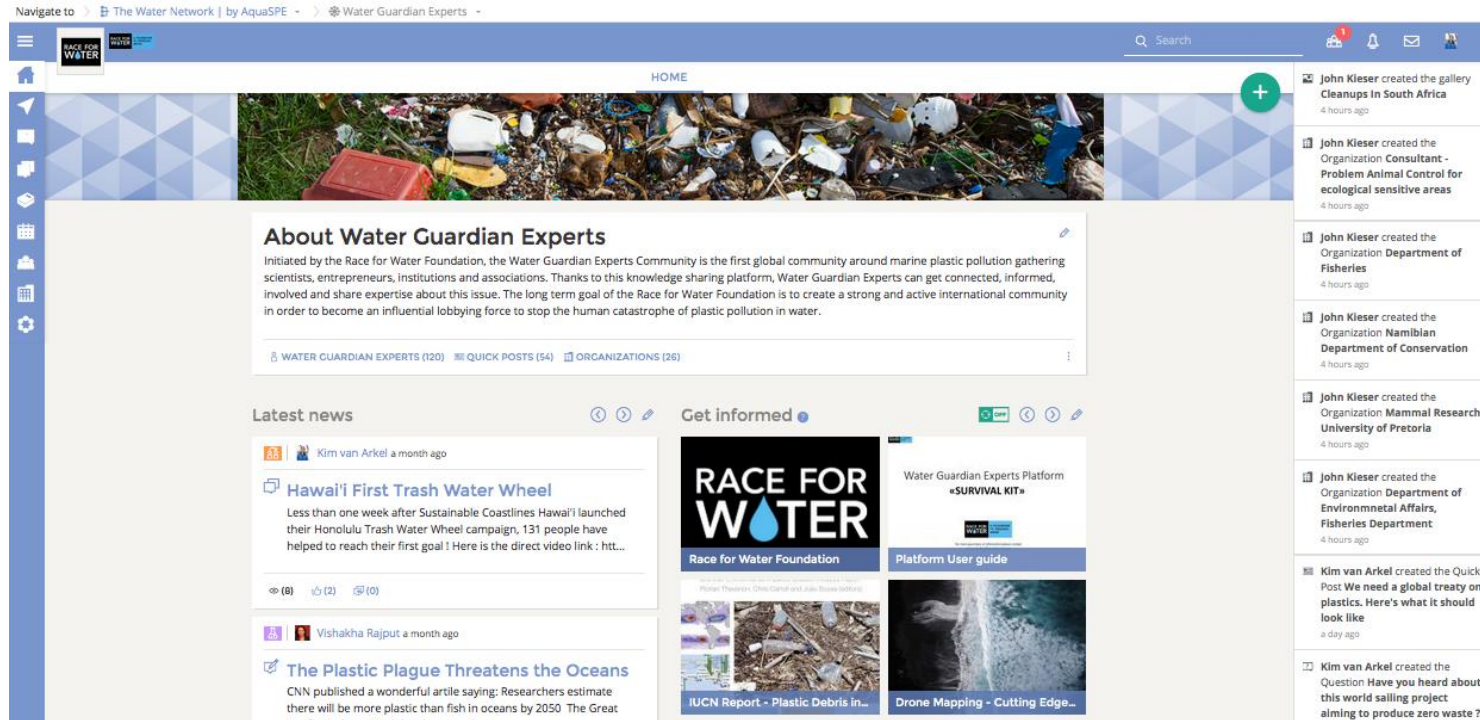 Navigate to
The Water Network | by AquaSPE
Water Guardian Experts
RACE FOR
WATER
RACE FOR
WATER
Search
1
HOME
+
About Water Guardian Experts
Initiated by the Race for Water Foundation, the Water Guardian Experts Community is the first global community around marine plastic pollution gathering
scientists, entrepreneurs, institutions and associations. Thanks to this knowledge sharing platform, Water Guardian Experts can get connected, informed,
involved and share expertise about this issue. The long term goal of the Race for Water Foundation is to create a strong and active international community
in order to become an influential lobbying force to stop the human catastrophe of plastic pollution in water.
WATER GUARDIAN EXPERTS (120) QUICK POSTS (54) ORGANIZATIONS (26)
Latest news
Kim van Arkel a month ago
Hawai'i First Trash Water Wheel
Less than one week after Sustainable Coastlines Hawai'i launched
their Honolulu Trash Water Wheel campaign, 131 people have
helped to reach their first goal ! Here is the direct video link : htt...
(8) (2) (0)
Vishakha Rajput a month ago
The Plastic Plague Threatens the Oceans
CNN published a wonderful artile saying: Researchers estimate
there will be more plastic than fish in oceans by 2050 The Great
Get informed ?
OFF
RACE FOR
WATER
Race for Water Foundation
Water Guardian Experts Platform
«SURVIVAL KIT»
RACE FOR
WATER
Platform User guide
IUCN Report - Plastic Debris in...
Drone Mapping - Cutting Edge...
John Kieser created the gallery
Cleanups In South Africa
4 hours ago
John Kieser created the
Organization Consultant -
Problem Animal Control for
ecological sensitive areas
4 hours ago
John Kieser created the
Organization Department of
Fisheries
4 hours ago
John Kieser created the
Organization Namibian
Department of Conservation
4 hours ago
John Kieser created the
Organization Mammal Research
University of Pretoria
4 hours ago
John Kieser created the
Organization Department of
Environmnetal Affairs,
Fisheries Department
4 hours ago
Kim van Arkel created the Quick
Post We need a global treaty on
plastics. Here's what it should
look like
a day ago
Kim van Arkel created the
Question Have you heard about
this world sailing project
aiming to produce zero waste ?